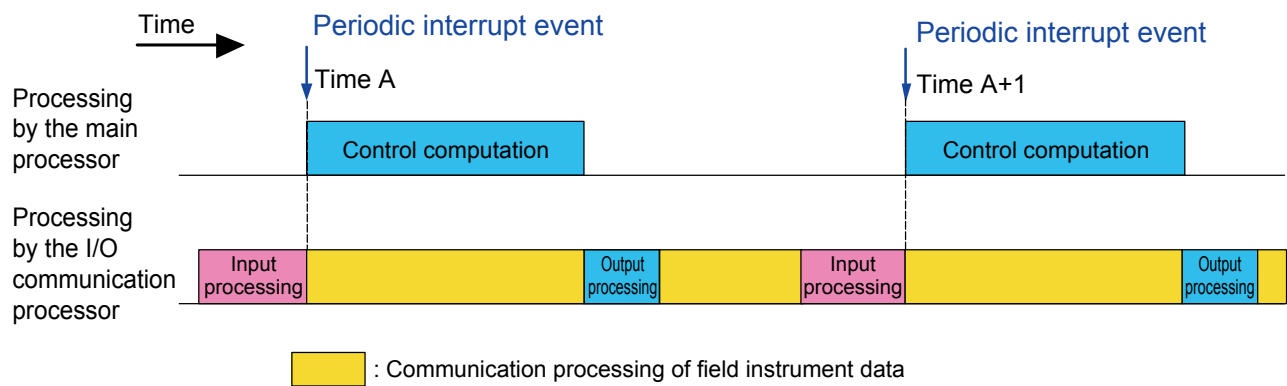 Time
Periodic interrupt event
Periodic interrupt event
Time A
Time A+1
Processing
by the main
processor
Control computation
Control computation
Processing
by the I/O
communication
processor
Input
processing
Output
processing
Input
processing
Output
processing
: Communication processing of field instrument data